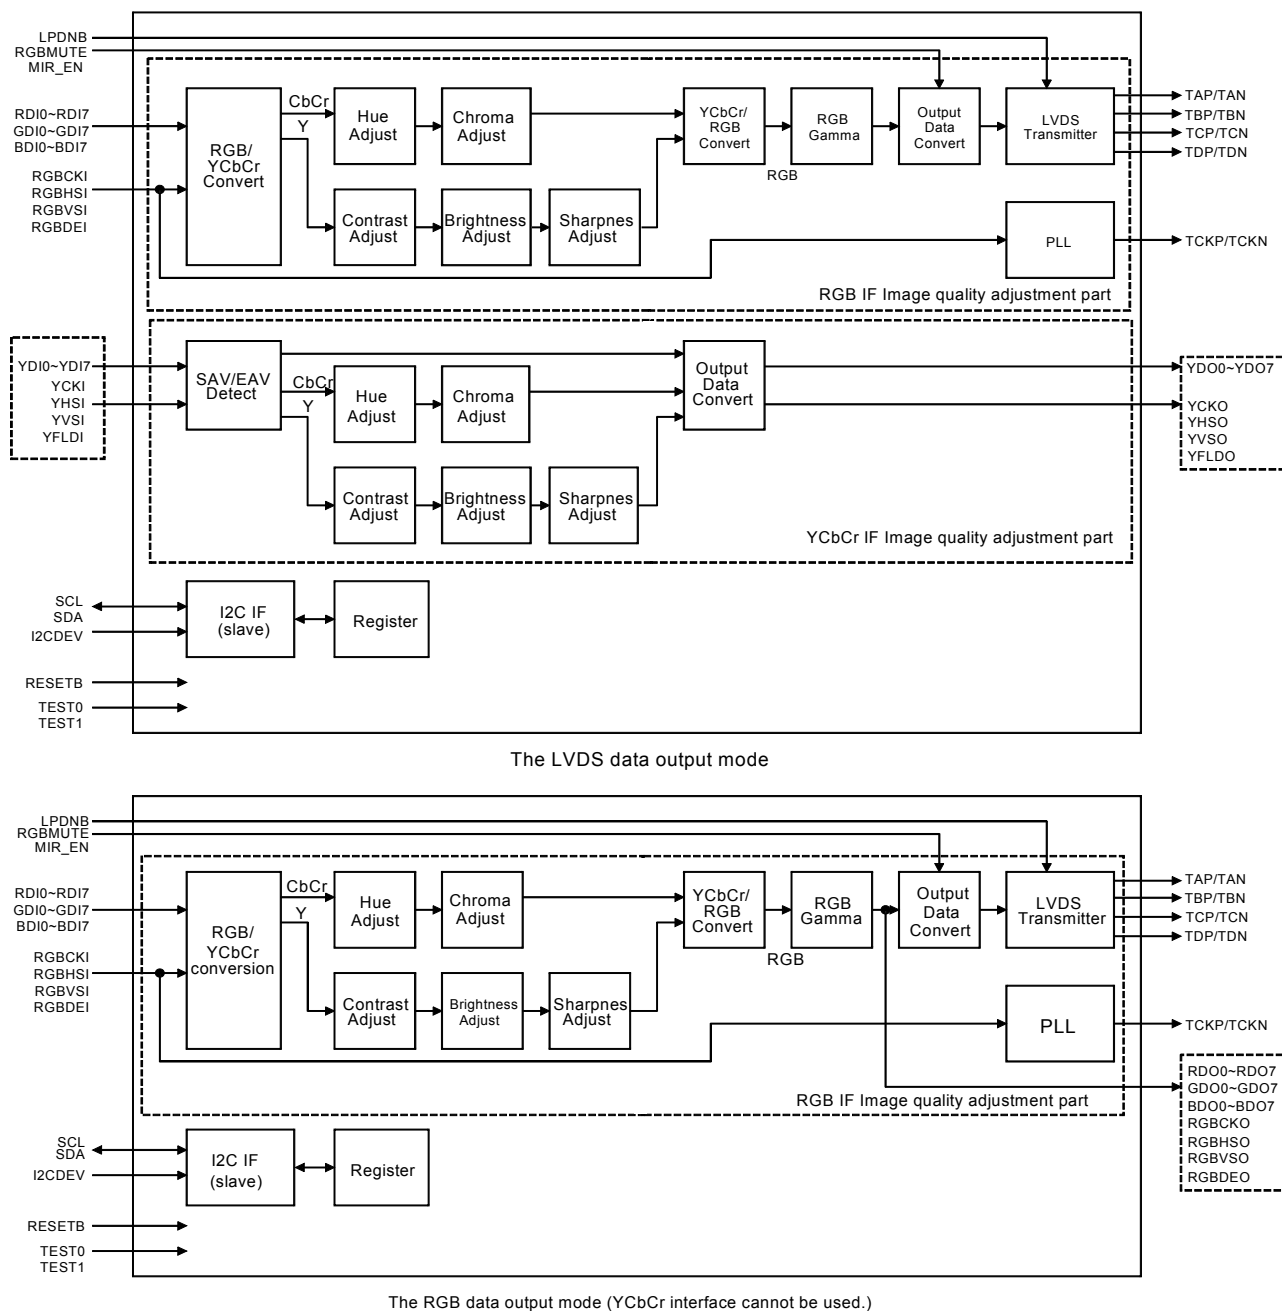 LPDNB
RGBMUTE
MIR_EN
RDI0~RDI7
GDI0~GDI7
BDI0~BDI7
RGBCKI
RGBHSI
RGBVSI
RGBDEI
RGB/
YCbCr
Convert
CbCr
Y
Hue
Adjust
Chroma
Adjust
Contrast
Adjust
Brightness
Adjust
Sharpnes
Adjust
YCbCr/
RGB
Convert
RGB
RGB
Gamma
Output
Data
Convert
LVDS
Transmitter
PLL
TAP/TAN
TBP/TBN
TCP/TCN
TDP/TDN
TCKP/TCKN
RGB IF Image quality adjustment part
YDI0~YDI7
YCKI
YHSI
YVSI
YFLDI
SAV/EAV
Detect
CbCr
Y
Hue
Adjust
Chroma
Adjust
Contrast
Adjust
Brightness
Adjust
Sharpnes
Adjust
Output
Data
Convert
YDO0~YDO7
YCKO
YHSO
YVSO
YFLDO
YCbCr IF Image quality adjustment part
SCL
SDA
I2CDEV
I2C IF
(slave)
Register
RESETB
TEST0
TEST1
The LVDS data output mode
LPDNB
RGBMUTE
MIR_EN
RDI0~RDI7
GDI0~GDI7
BDI0~BDI7
RGBCKI
RGBHSI
RGBVSI
RGBDEI
RGB/
YCbCr
conversion
CbCr
Y
Hue
Adjust
Chroma
Adjust
Contrast
Adjust
Brightness
Adjust
Sharpnes
Adjust
YCbCr/
RGB
Convert
RGB
RGB
Gamma
Output
Data
Convert
LVDS
Transmitter
PLL
TAP/TAN
TBP/TBN
TCP/TCN
TDP/TDN
TCKP/TCKN
RGB IF Image quality adjustment part
RDO0~RDO7
GDO0~GDO7
BDO0~BDO7
RGBCKO
RGBHSO
RGBVSO
RGBDEO
SCL
SDA
I2CDEV
I2C IF
(slave)
Register
RESETB
TEST0
TEST1
The RGB data output mode (YCbCr interface cannot be used.)